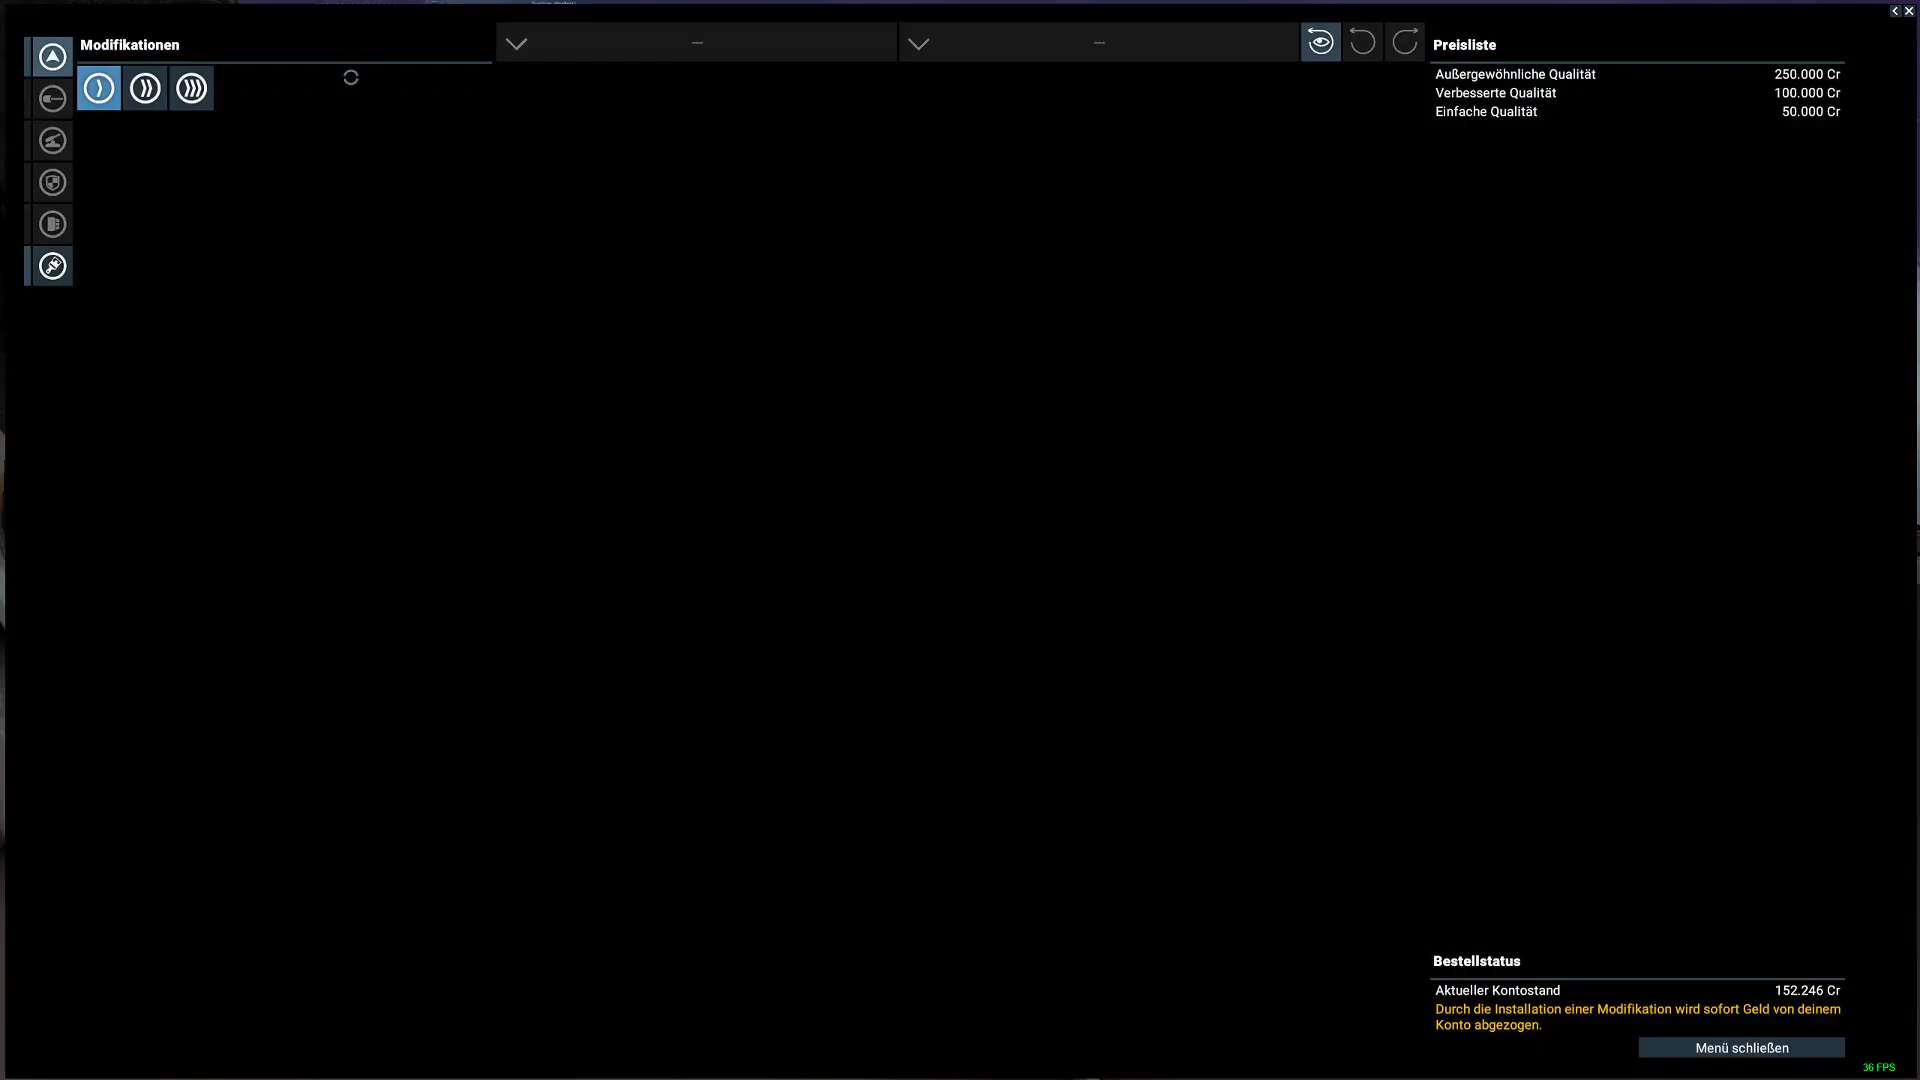 Modifikationen
---
---
Preisliste
Außergewöhnliche Qualität 250.000 Cr
Verbesserte Qualität 100.000 Cr
Einfache Qualität 50.000 Cr
Bestellstatus
Aktueller Kontostand 152.246 Cr
Durch die Installation einer Modifikation wird sofort Geld von deinem
Konto abgezogen.
Menü schließen
36 FPS